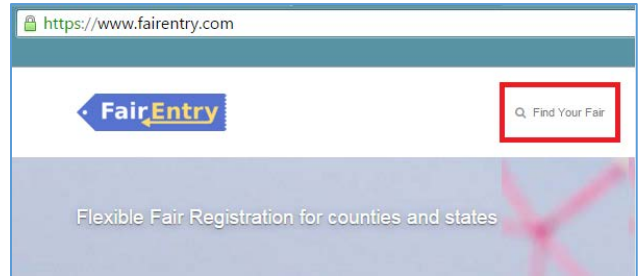 https://www.fairentry.com
FairEntry
Find Your Fair
Flexible Fair Registration for counties and states